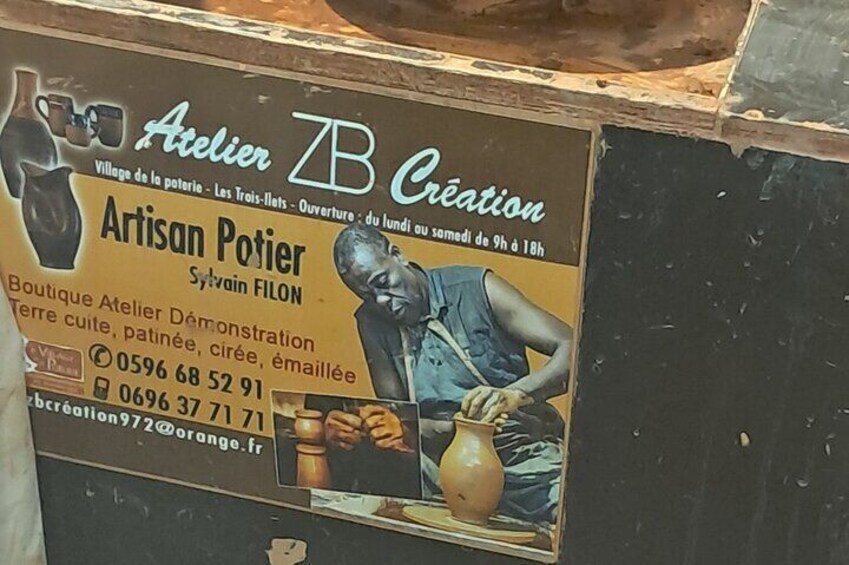 Atelier ZB Création
Village de la poterie - Les Trois-Ilets - Ouverture : du lundi au samedi de 9h à 18h
Artisan Potier
Sylvain FILON
Boutique Atelier Démonstration
Terre cuite, patinée, cirée, émaillée
0596 68 52 91
0696 37 71 71
zbcréation972@orange.fr